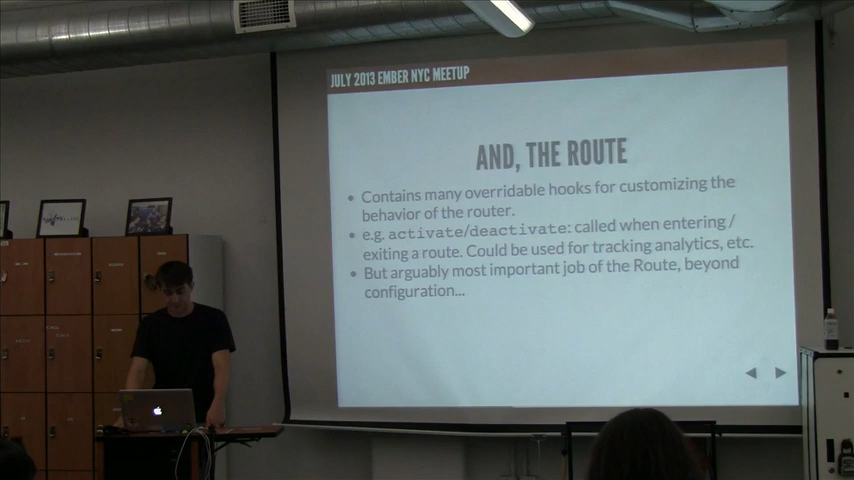 JULY 2013 EMBER NYC MEETUP
AND, THE ROUTE
• Contains many overridable hooks for customizing the
behavior of the router.
• e.g. activate/deactivate: called when entering /
exiting a route. Could be used for tracking analytics, etc.
• But arguably most important job of the Route, beyond
configuration...